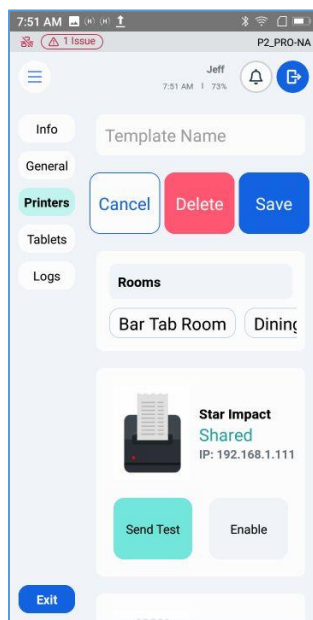 7:51 AM
1 Issue
P2_PRO-NA
Jeff
7:51 AM | 73%
Info
General
Printers
Tablets
Logs
Template Name
Cancel
Delete
Save
Rooms
Bar Tab Room
Dining
Star Impact
Shared
IP: 192.168.1.111
Send Test
Enable
Exit